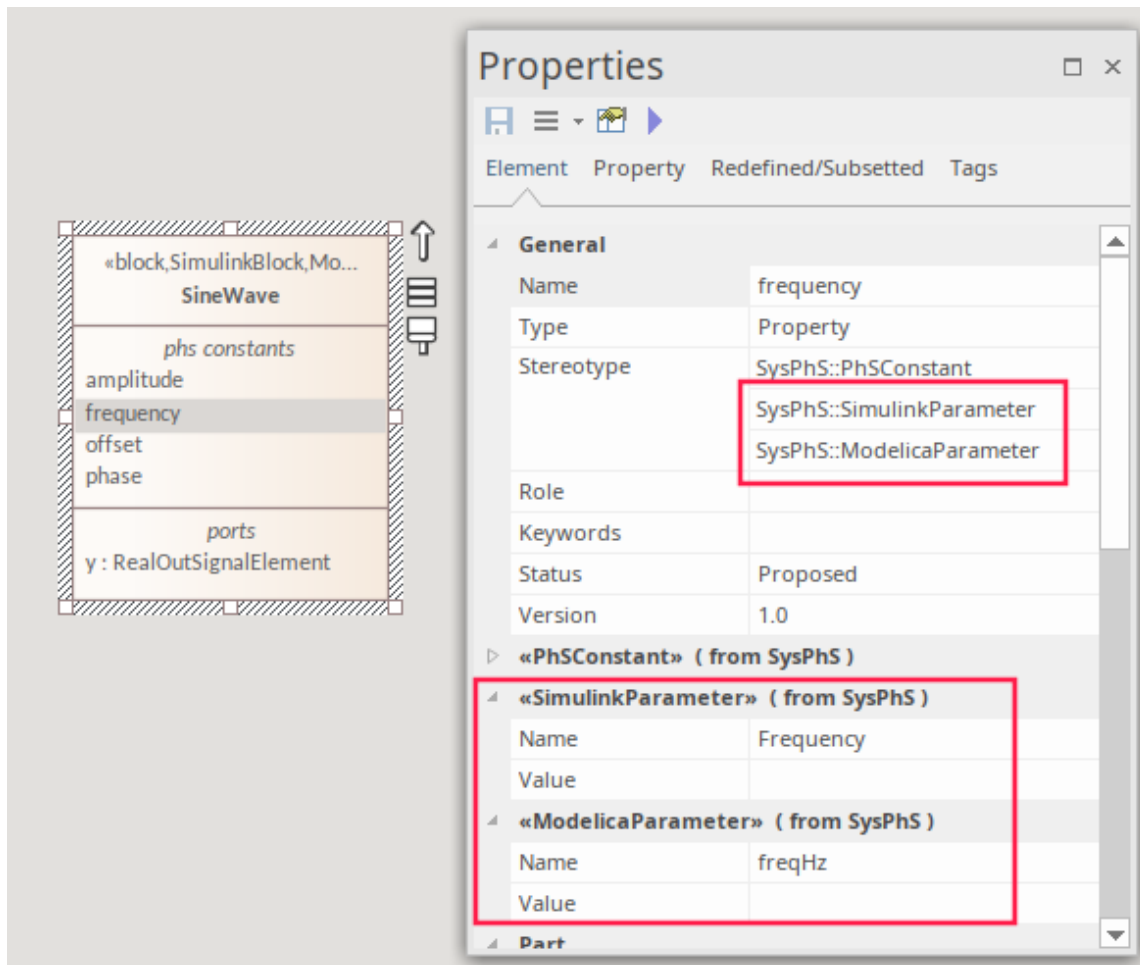 «block,SimulinkBlock,Mo...
SineWave
phs constants
amplitude
frequency
offset
phase
ports
y : RealOutSignalElement
Properties
Element Property Redefined/Subsetted Tags
General
Name frequency
Type Property
Stereotype SysPhS::PhSConstant
SysPhS::SimulinkParameter
SysPhS::ModelicaParameter
Role
Keywords
Status Proposed
Version 1.0
«PhSConstant» ( from SysPhS )
«SimulinkParameter» ( from SysPhS )
Name Frequency
Value
«ModelicaParameter» ( from SysPhS )
Name freqHz
Value
Part